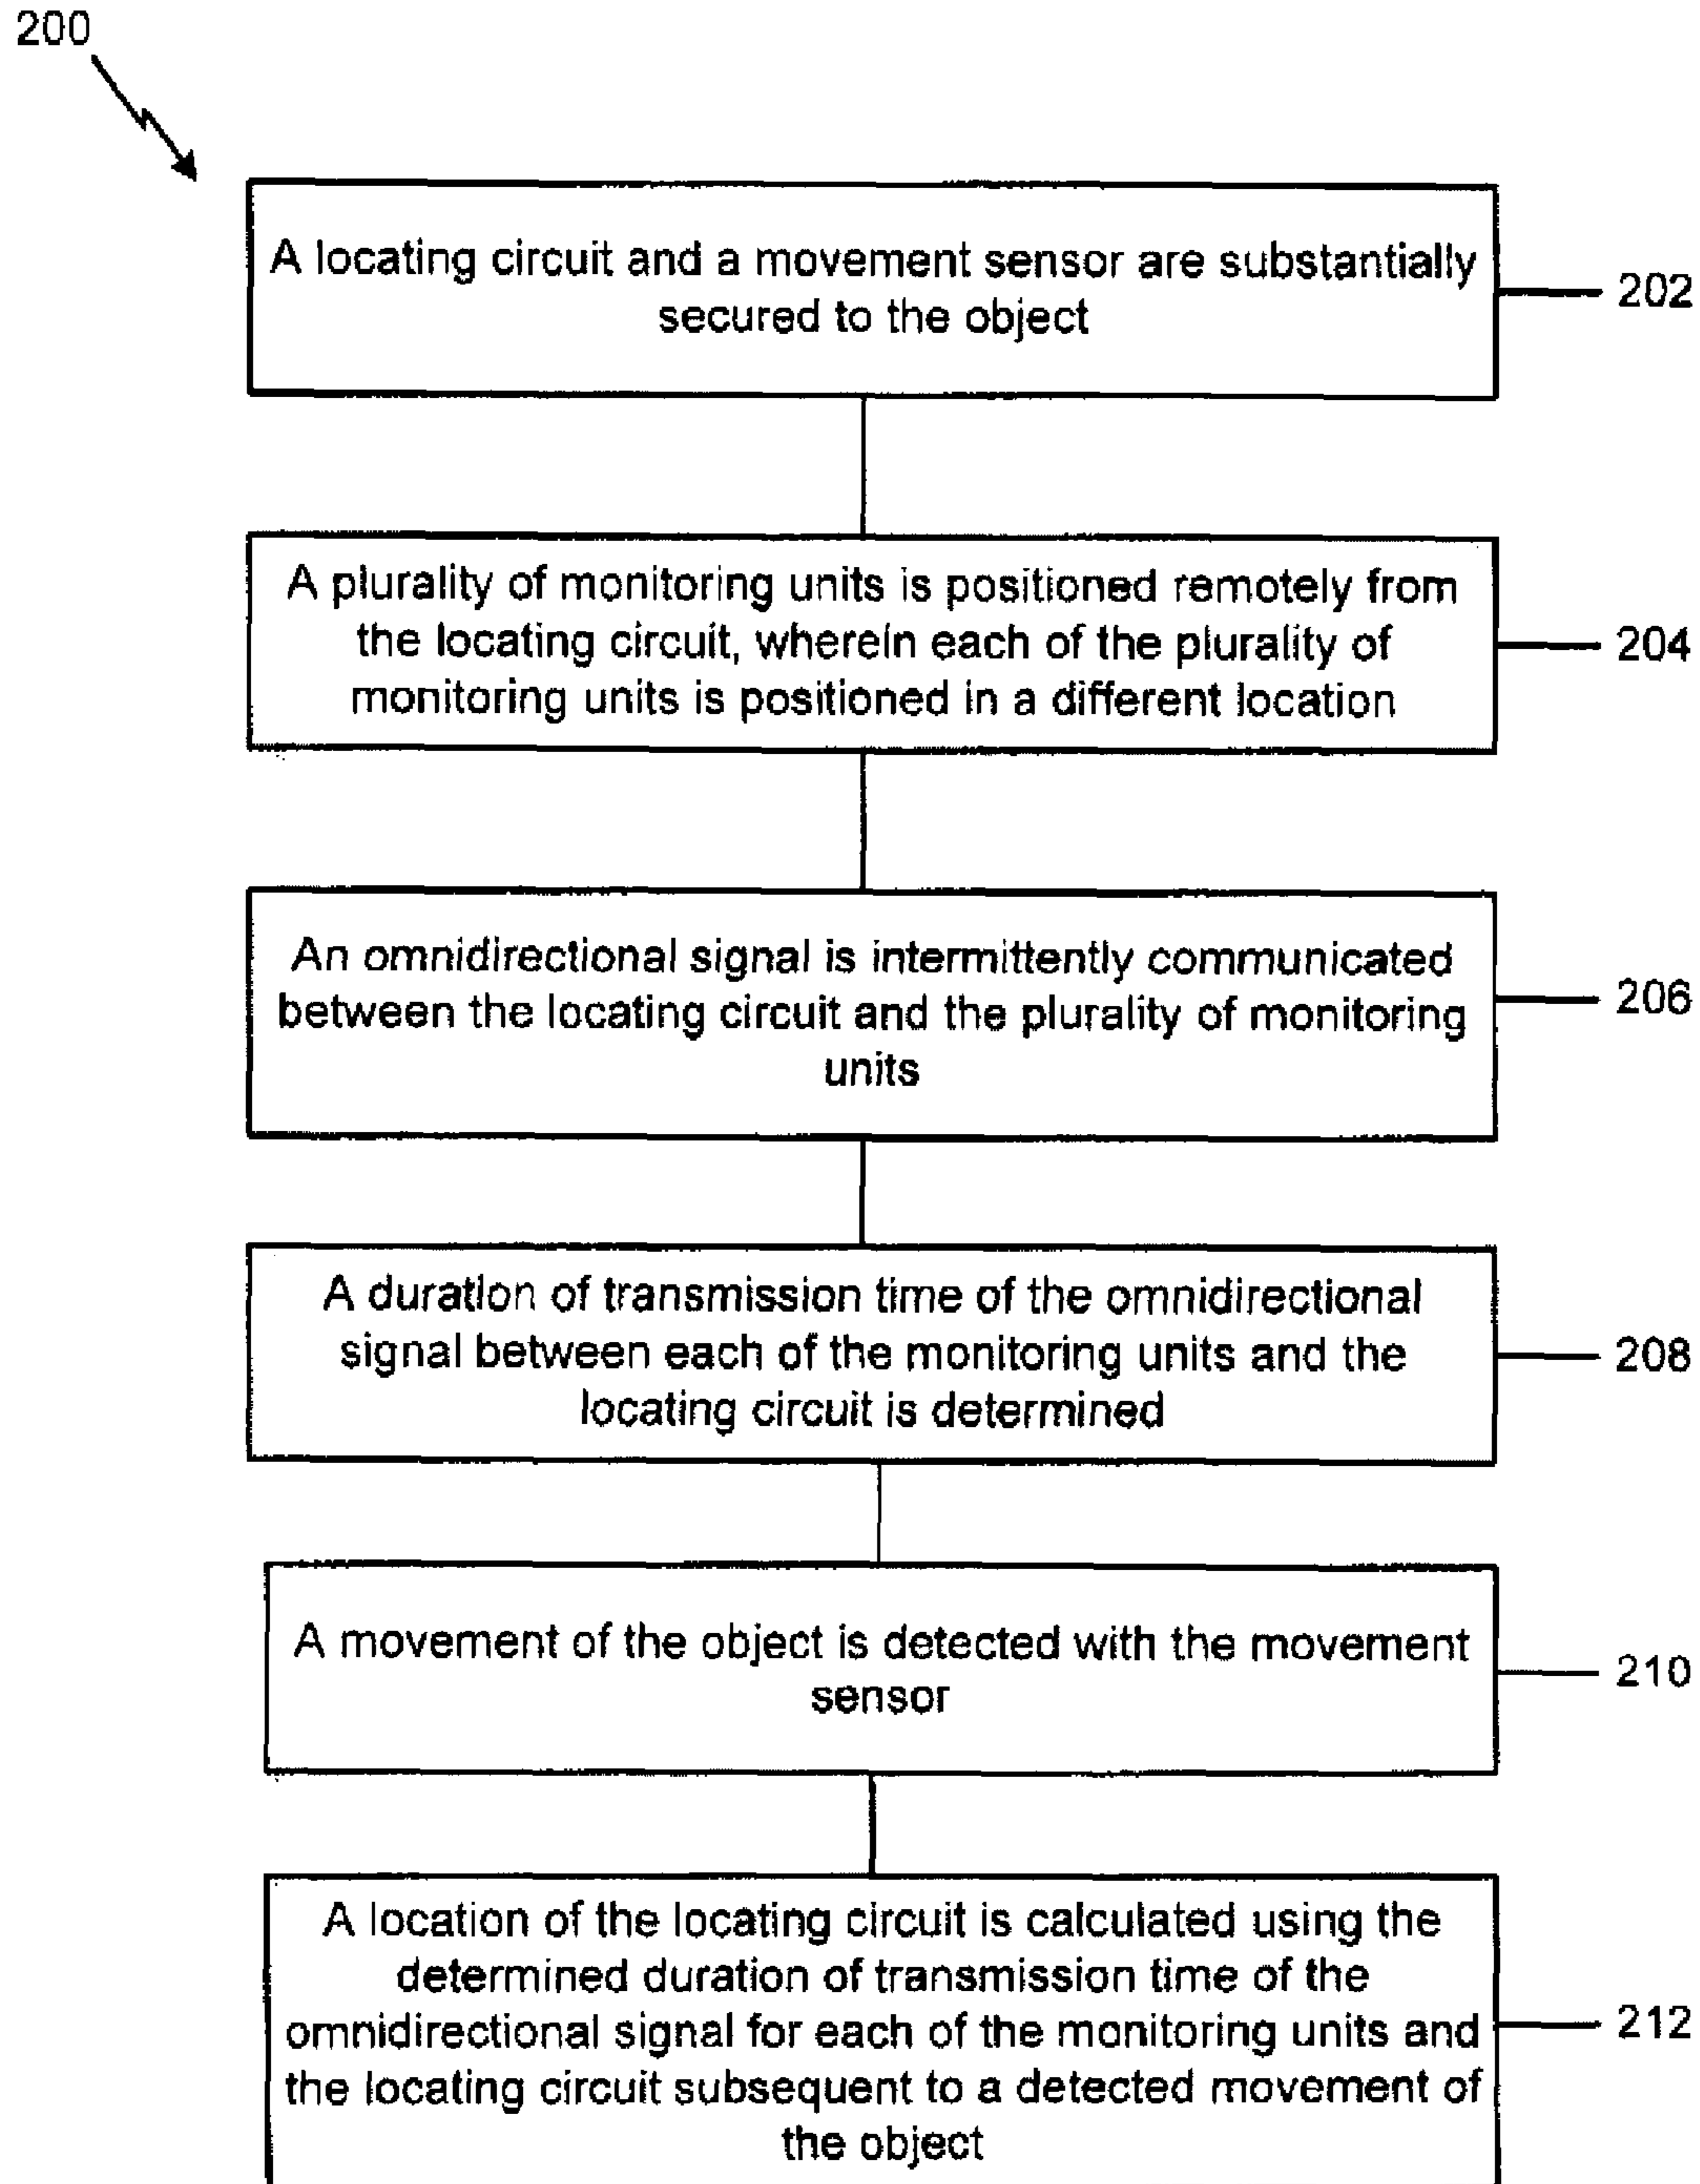 200
A locating circuit and a movement sensor are substantially
secured to the object
202
A plurality of monitoring units is positioned remotely from
the locating circuit, wherein each of the plurality of
monitoring units is positioned in a different location
204
An omnidirectional signal is intermittently communicated
between the locating circuit and the plurality of monitoring
units
206
A duration of transmission time of the omnidirectional
signal between each of the monitoring units and the
locating circuit is determined
208
A movement of the object is detected with the movement
sensor
210
A location of the locating circuit is calculated using the
determined duration of transmission time of the
omnidirectional signal for each of the monitoring units and
the locating circuit subsequent to a detected movement of
the object
212